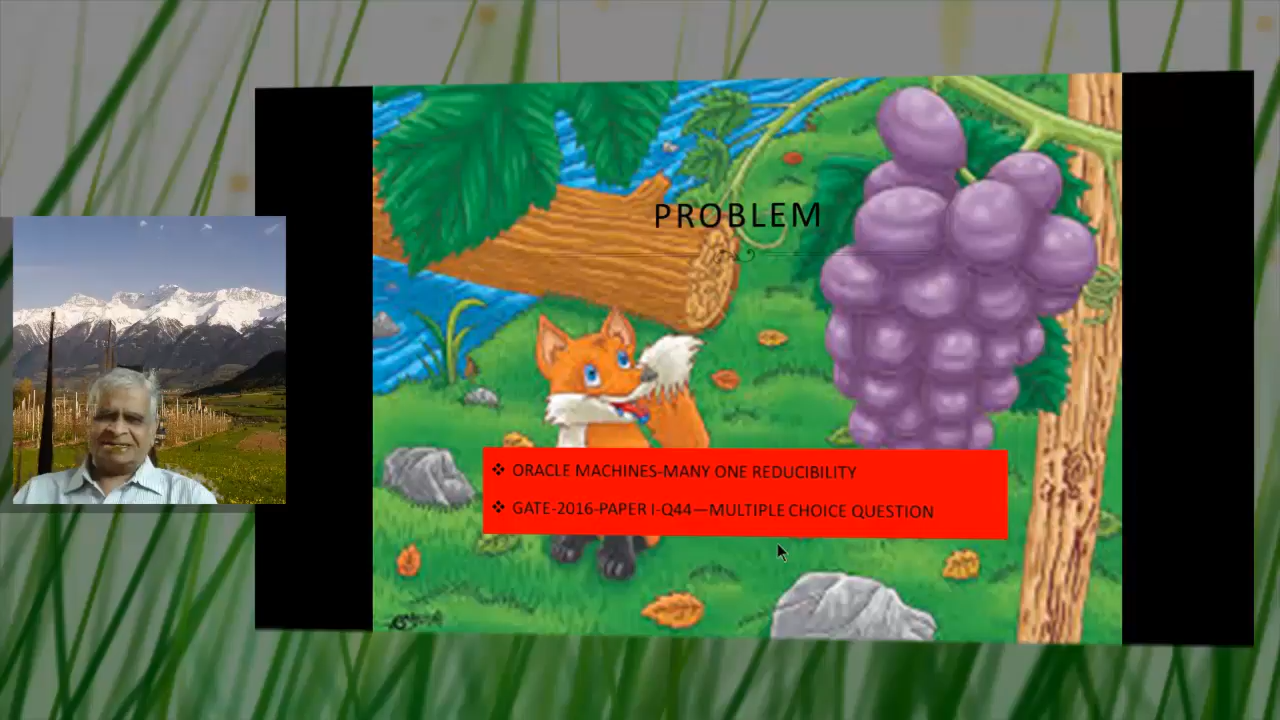 PROBLEM
❖ ORACLE MACHINES-MANY ONE REDUCIBILITY
❖ GATE-2016-PAPER I-Q44—MULTIPLE CHOICE QUESTION